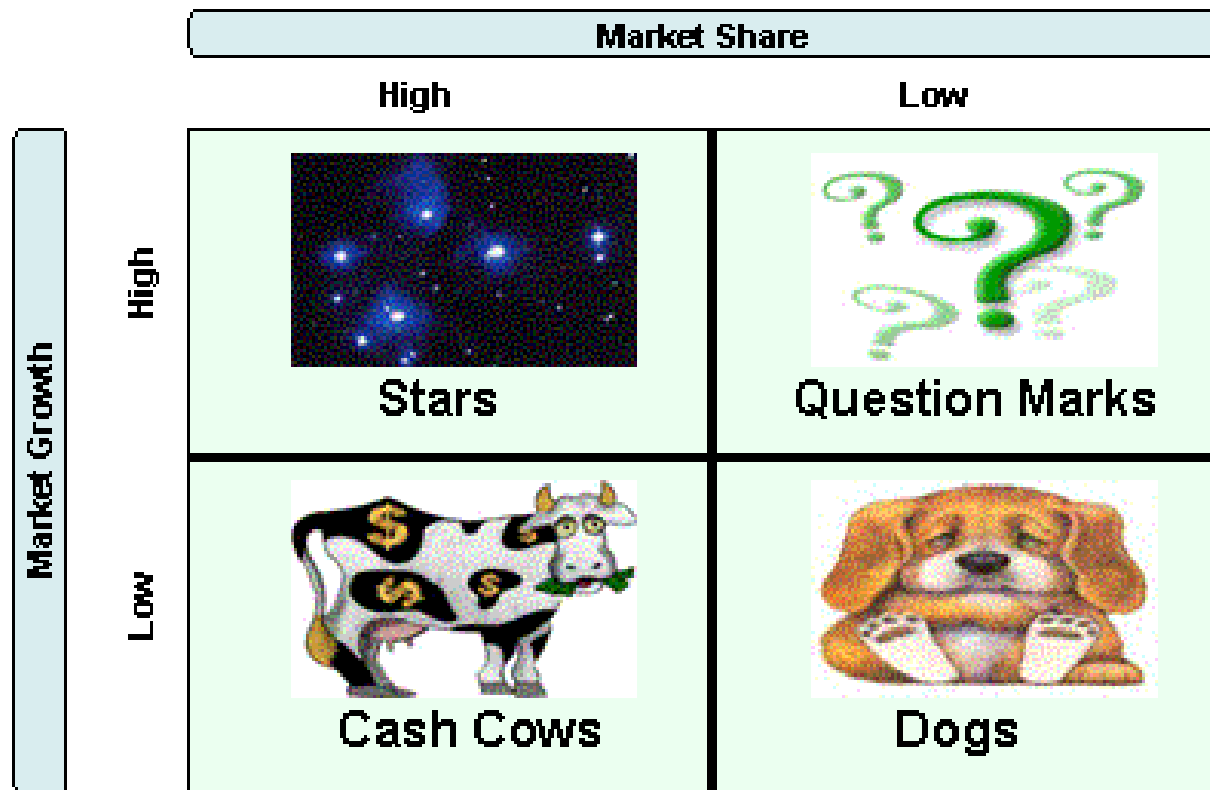 Market Share
High
Low
Market Growth
High
Stars
Question Marks
Low
$
$
$
Cash Cows
Dogs